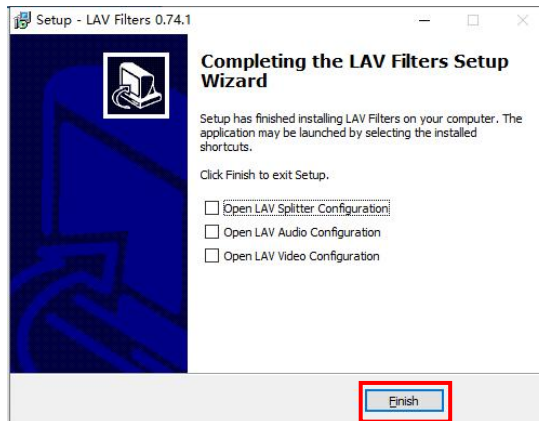 Setup - LAV Filters 0.74.1
Completing the LAV Filters Setup
Wizard
Setup has finished installing LAV Filters on your computer. The
application may be launched by selecting the installed
shortcuts.
Click Finish to exit Setup.
Open LAV Splitter Configuration
Open LAV Audio Configuration
Open LAV Video Configuration
Finish